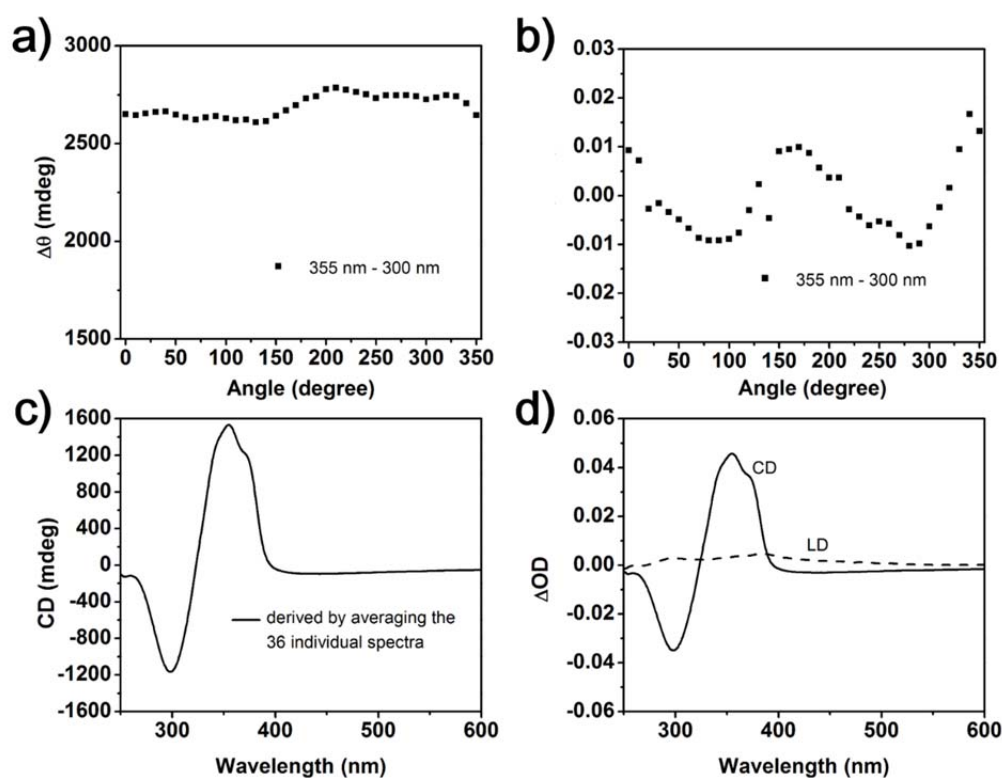 a)
3000
2500
2000
1500
Δθ (mdeg)
355 nm - 300 nm
0 50 100 150 200 250 300 350
Angle (degree)
b)
0.03
0.02
0.01
0.00
-0.01
-0.02
-0.03
355 nm - 300 nm
0 50 100 150 200 250 300 350
Angle (degree)
c)
1600
1200
800
400
0
-400
-800
-1200
-1600
CD (mdeg)
derived by averaging the
36 individual spectra
300 400 500 600
Wavelength (nm)
d)
0.06
0.04
0.02
0.00
-0.02
-0.04
-0.06
ΔOD
CD
LD
300 400 500 600
Wavelength (nm)